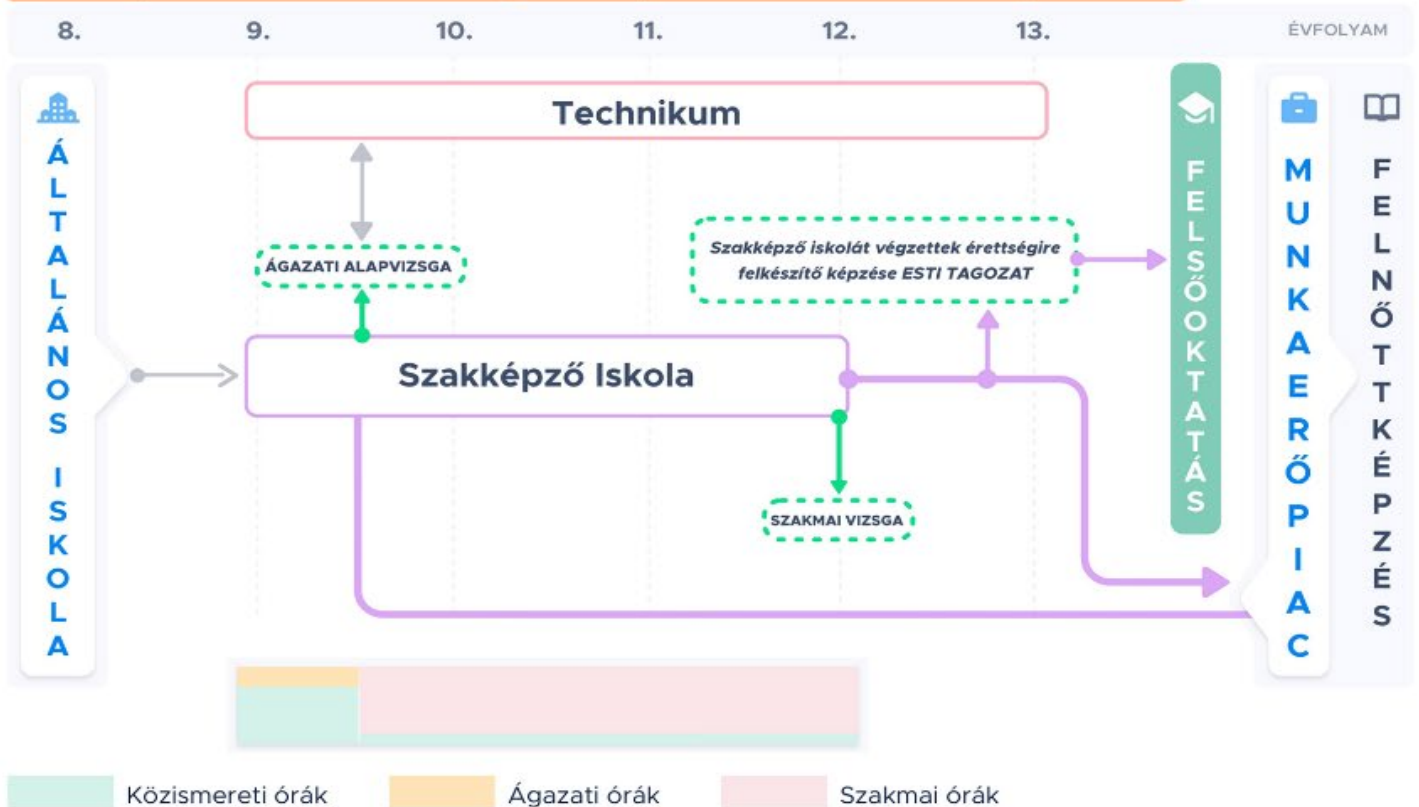 8. 9. 10. 11. 12. 13. ÉVFOLYAM
ÁLTALÁNOS ISKOLA
Technikum
ÁGAZATI ALAPVIZSGA
Szakképző iskolát végzettek érettségire
felkészítő képzése ESTI TAGOZAT
Szakképző Iskola
SZAKMAI VIZSGA
FELSŐOKTATÁS
MUNKAERŐPIAC
FELNŐTTKÉPZÉS
Közismereti órák
Ágazati órák
Szakmai órák